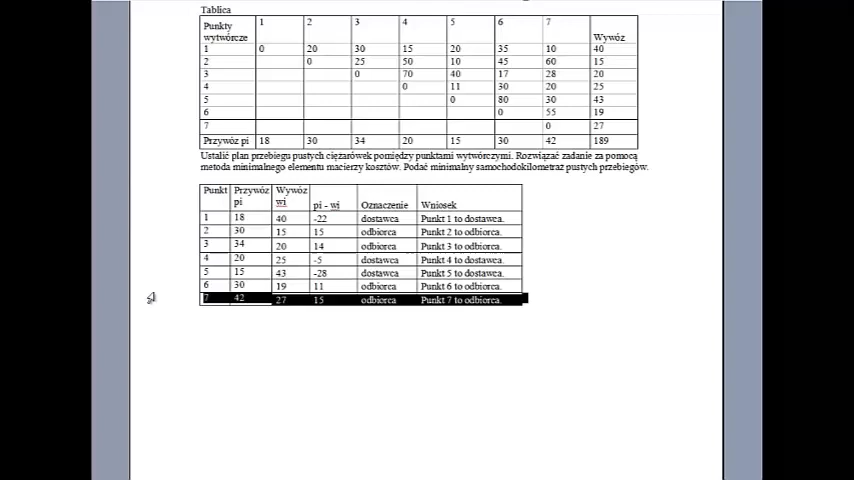 Tablica
Punkty wytwórcze 1 2 3 4 5 6 7 Wywóz
1 0 20 30 15 20 35 10 40
2 0 25 50 10 45 60 15
3 0 70 40 17 28 20
4 0 11 30 20 25
5 0 80 30 43
6 0 55 19
7 0 27
Przywóz pi 18 30 34 20 15 30 42 189
Ustalić plan przebiegu pustych ciężarówek pomiędzy punktami wytwórczymi. Rozwiązać zadanie za pomocą
metoda minimalnego elementu macierzy kosztów. Podać minimalny samochodokilometraż pustych przebiegów.
Punkt Przywóz pi Wywóz wi pi - wi Oznaczenie Wniosek
1 18 40 -22 dostawca Punkt 1 to dostawca.
2 30 15 15 odbiorca Punkt 2 to odbiorca.
3 34 20 14 odbiorca Punkt 3 to odbiorca.
4 20 25 -5 dostawca Punkt 4 to dostawca.
5 15 43 -28 dostawca Punkt 5 to dostawca.
6 30 19 11 odbiorca Punkt 6 to odbiorca.
7 42 27 15 odbiorca Punkt 7 to odbiorca.